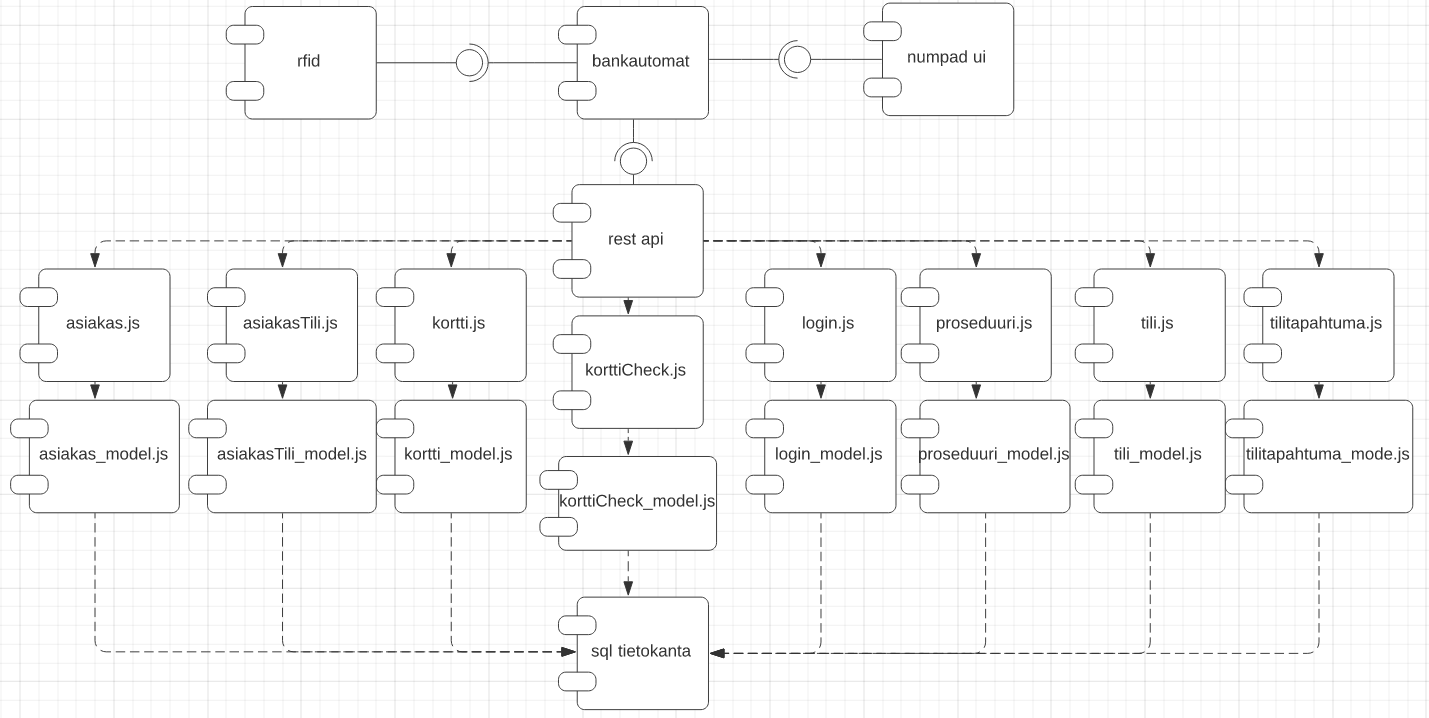 rfid
bankautomat
numpad ui
rest api
asiakas.js
asiakasTili.js
kortti.js
korttiCheck.js
login.js
proseduuri.js
tili.js
tilitapahtuma.js
asiakas_model.js
asiakasTili_model.js
kortti_model.js
korttiCheck_model.js
login_model.js
proseduuri_model.js
tili_model.js
tilitapahtuma_mode.js
sql tietokanta